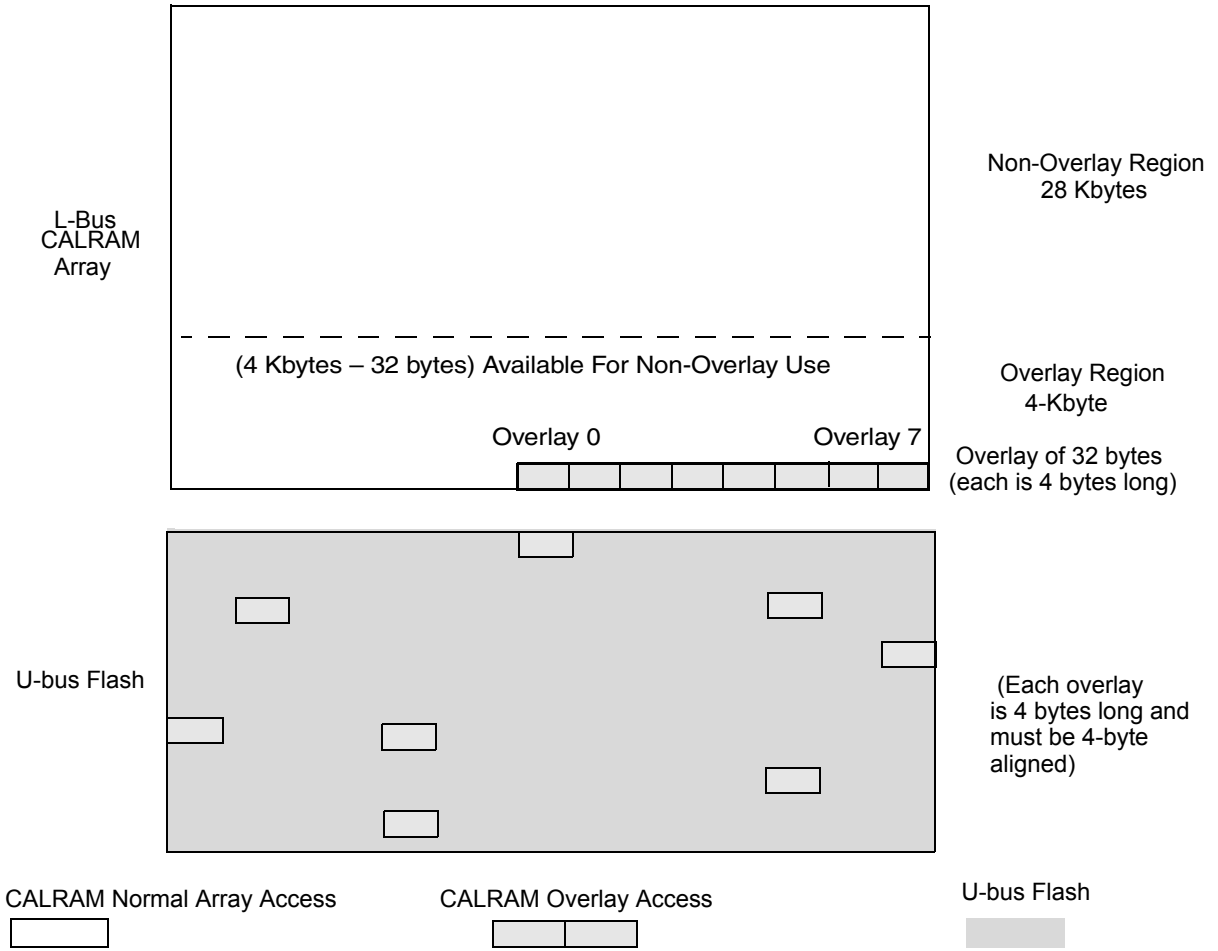 Non-Overlay Region
28 Kbytes
L-Bus
CALRAM
Array
(4 Kbytes – 32 bytes) Available For Non-Overlay Use
Overlay Region
4-Kbyte
Overlay 0
Overlay 7
Overlay of 32 bytes
(each is 4 bytes long)
U-bus Flash
(Each overlay
is 4 bytes long and
must be 4-byte
aligned)
CALRAM Normal Array Access
CALRAM Overlay Access
U-bus Flash